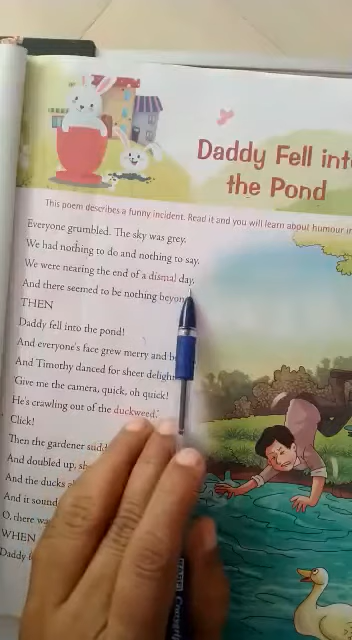 Daddy Fell into
the Pond
This poem describes a funny incident. Read it and you will learn about humour
Everyone grumbled. The sky was grey.
We had nothing to do and nothing to say.
We were nearing the end of a dismal day,
And there seemed to be nothing beyon
THEN
Daddy fell into the pond!
And everyone's face grew merry and b
And Timothy danced for sheer delight
Give me the camera, quick, oh quick!
He's crawling out of the duckweed.'
Click!
Then the gardener sudd
And doubled up, sh
And the ducks a
And it sound
O, there wa
WHEN
Daddy f